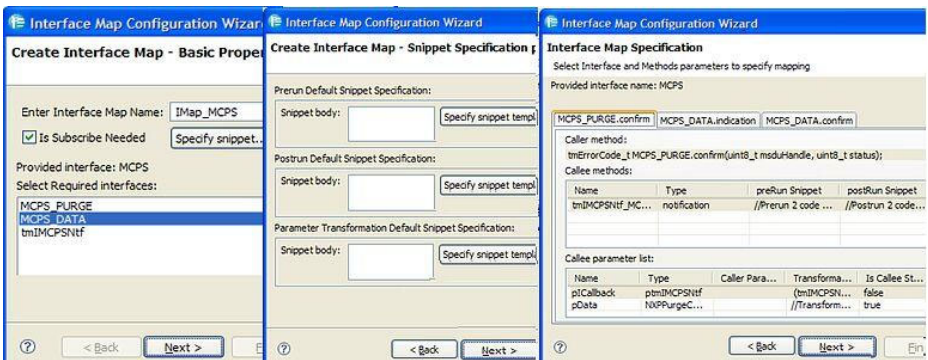 Interface Map Configuration Wizar
Create Interface Map - Basic Proper
Enter Interface Map Name: IMap_MCPS
Is Subscribe Needed Specify snippet..
Provided interface: MCPS
Select Required interfaces:
MCPS_PURGE
MCPS_DATA
tmIMCPSNtf
< Back Next >
Interface Map Configuration Wizard
Create Interface Map - Snippet Specification p
Prerun Default Snippet Specification:
Snippet body: Specify snippet templ
Postrun Default Snippet Specification:
Snippet body: Specify snippet templ
Parameter Transformation Default Snippet Specification:
Snippet body: Specify snippet templ
< Back Next >
Interface Map Configuration Wizard
Interface Map Specification
Select Interface and Methods parameters to specify mapping
Provided interface name: MCPS
MCPS_PURGE.confirm MCPS_DATA.indication MCPS_DATA.confirm
Caller method:
tmErrorCode_t MCPS_PURGE.confirm(uint8_t msduHandle, uint8_t status);
Callee methods:
Name Type preRun Snippet postRun Snippet
tmIMCPSNtf_MC... notification //Prerun 2 code ... //Postrun 2 code...
Callee parameter list:
Name Type Caller Para... Transforma... Is Callee St...
pICallback ptmIMCPSNtf (tmIMCPSN... false
pData NXPPurgeC... //Transform... true
< Back Next > Fin